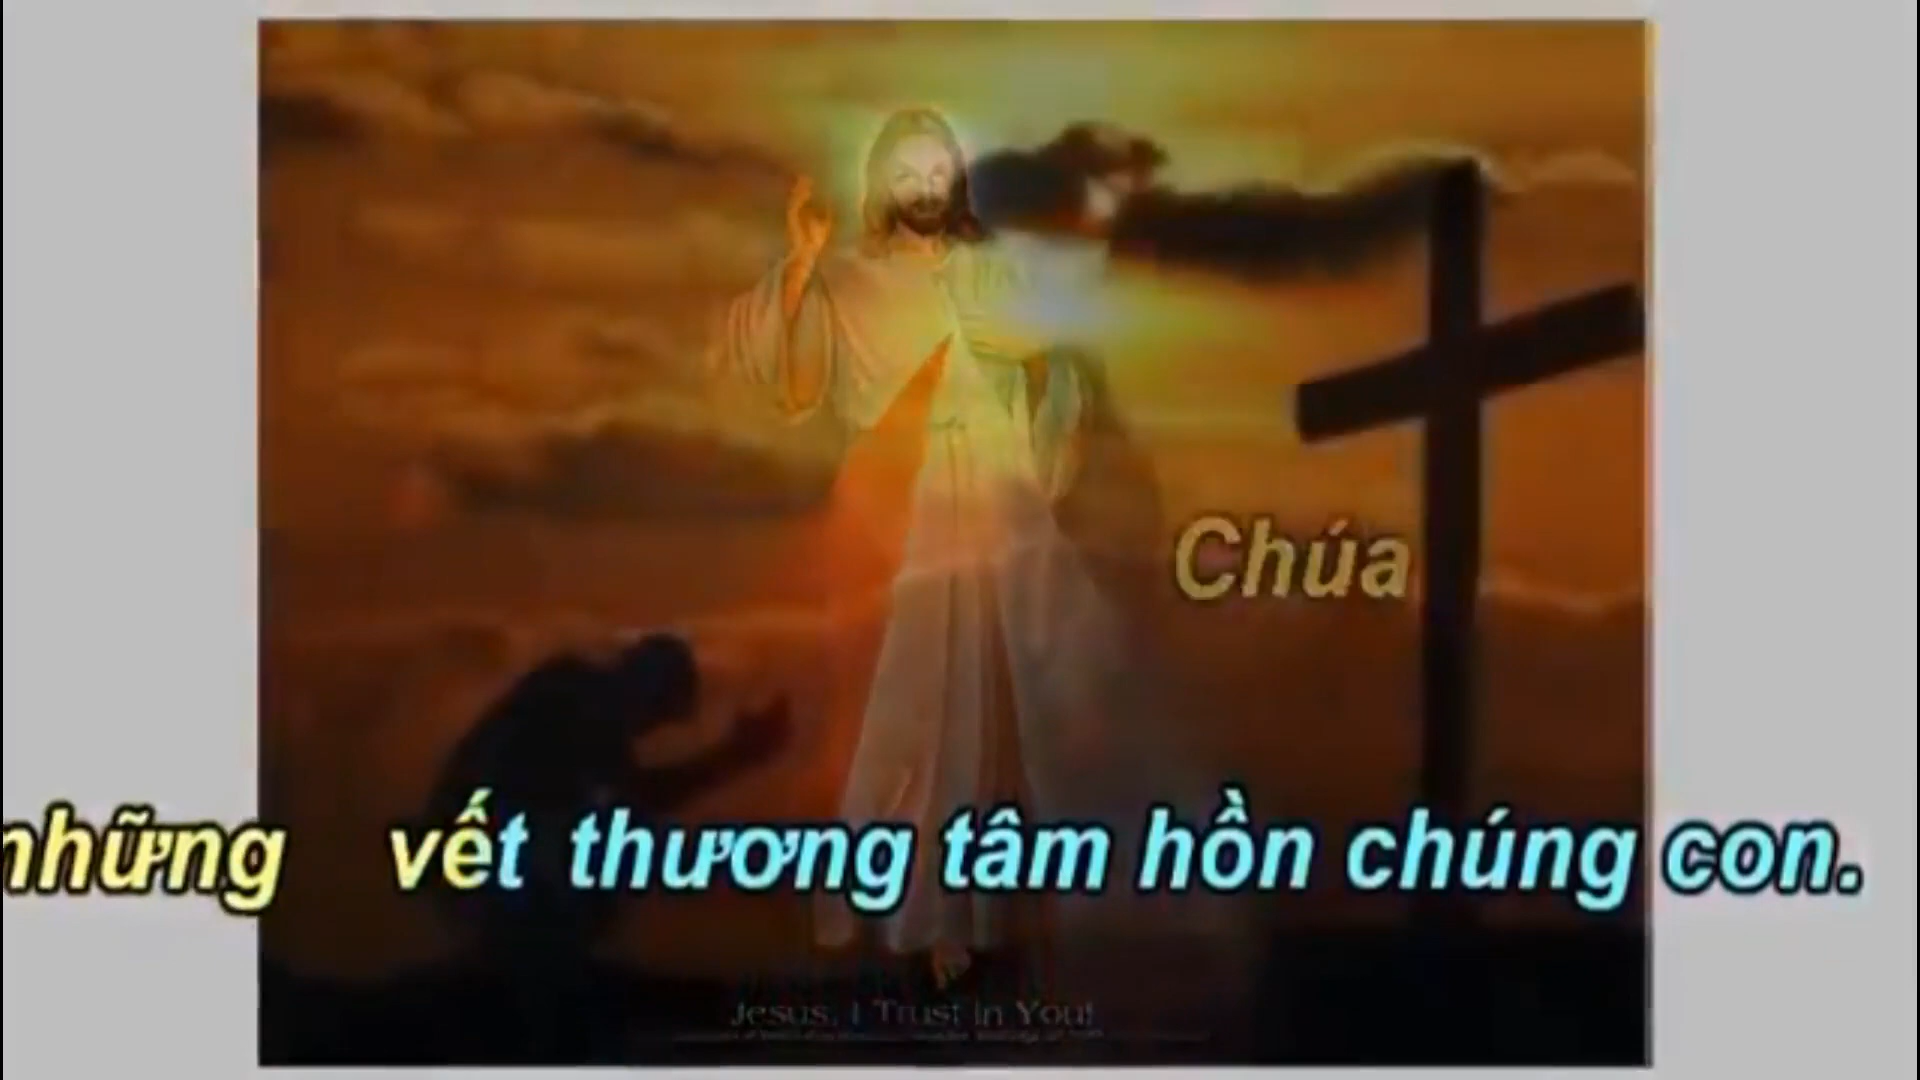 Chúa
những vết thương tâm hồn chúng con.
Jesus, I Trust in You!